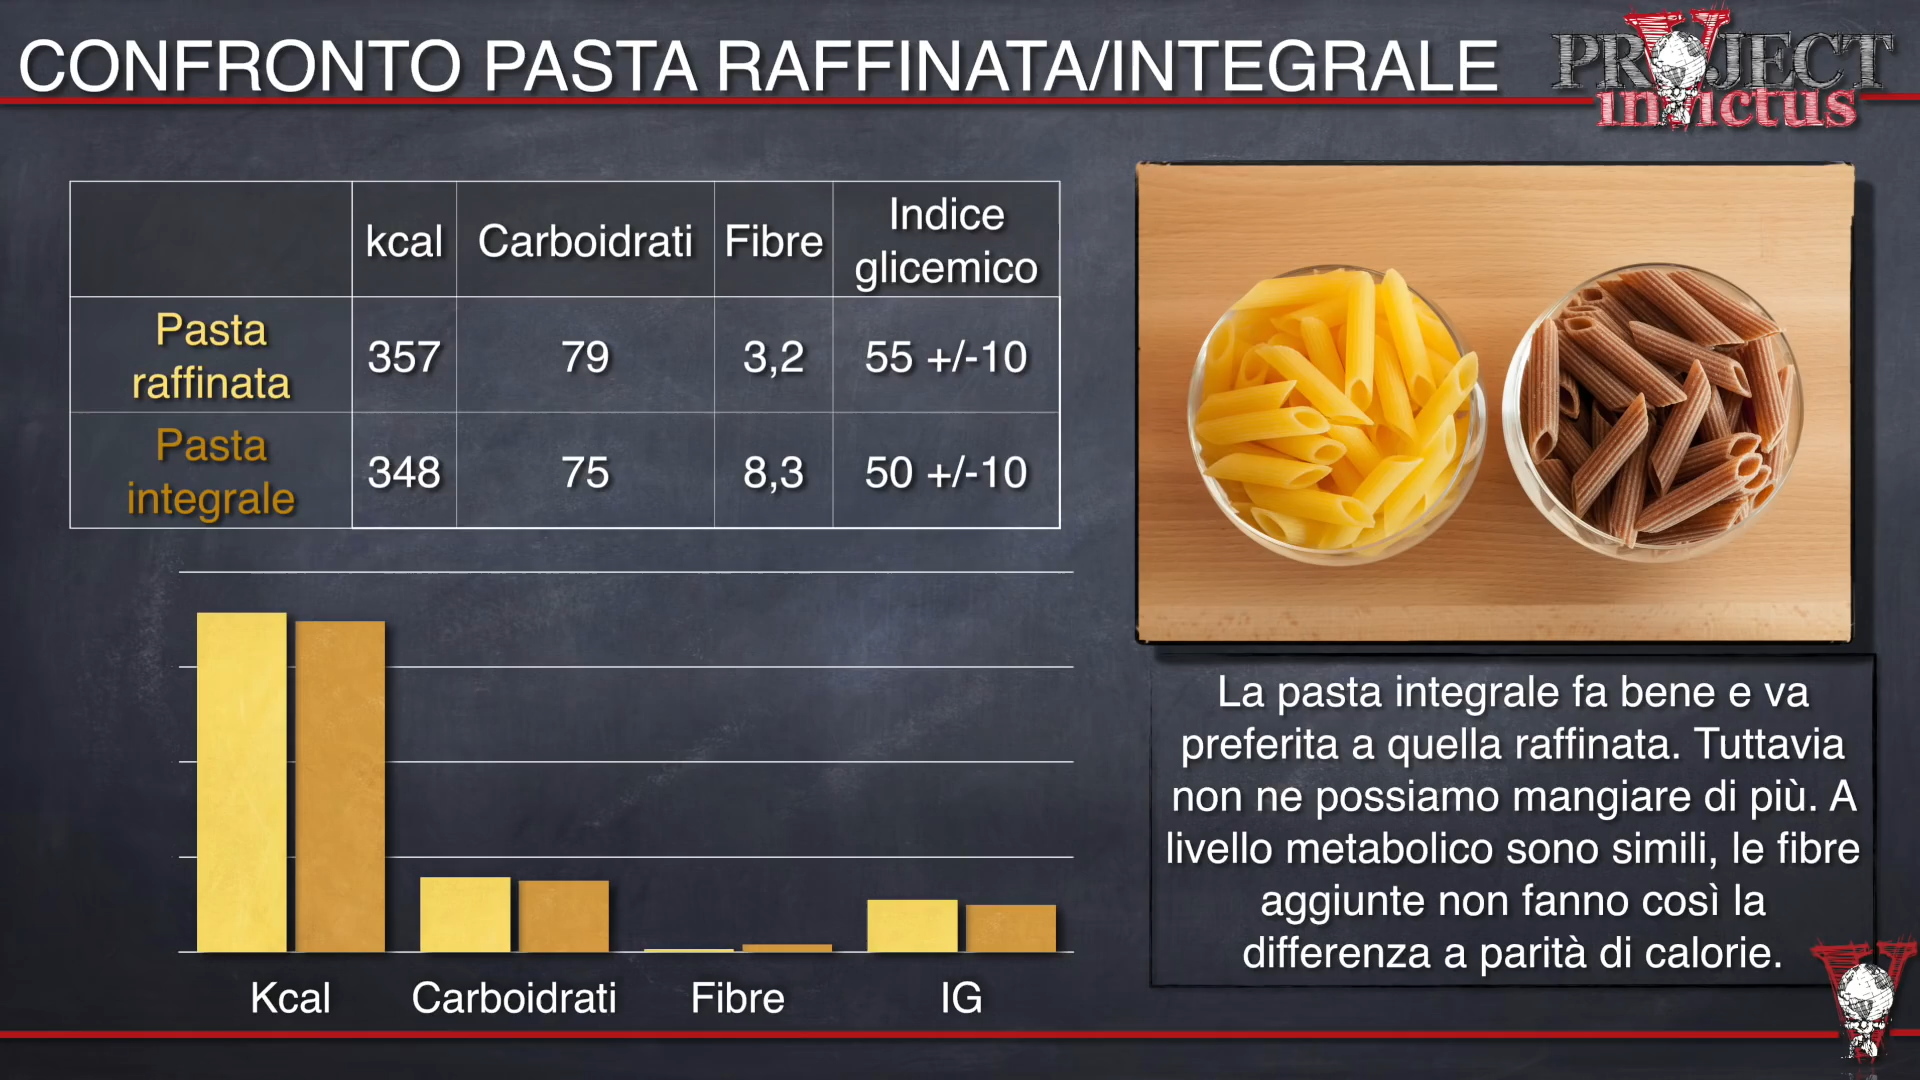 CONFRONTO PASTA RAFFINATA/INTEGRALE
PROJECT
invictus
kcal Carboidrati Fibre Indice glicemico
Pasta raffinata 357 79 3,2 55 +/-10
Pasta integrale 348 75 8,3 50 +/-10
Kcal Carboidrati Fibre IG
La pasta integrale fa bene e va
preferita a quella raffinata. Tuttavia
non ne possiamo mangiare di più. A
livello metabolico sono simili, le fibre
aggiunte non fanno così la
differenza a parità di calorie.